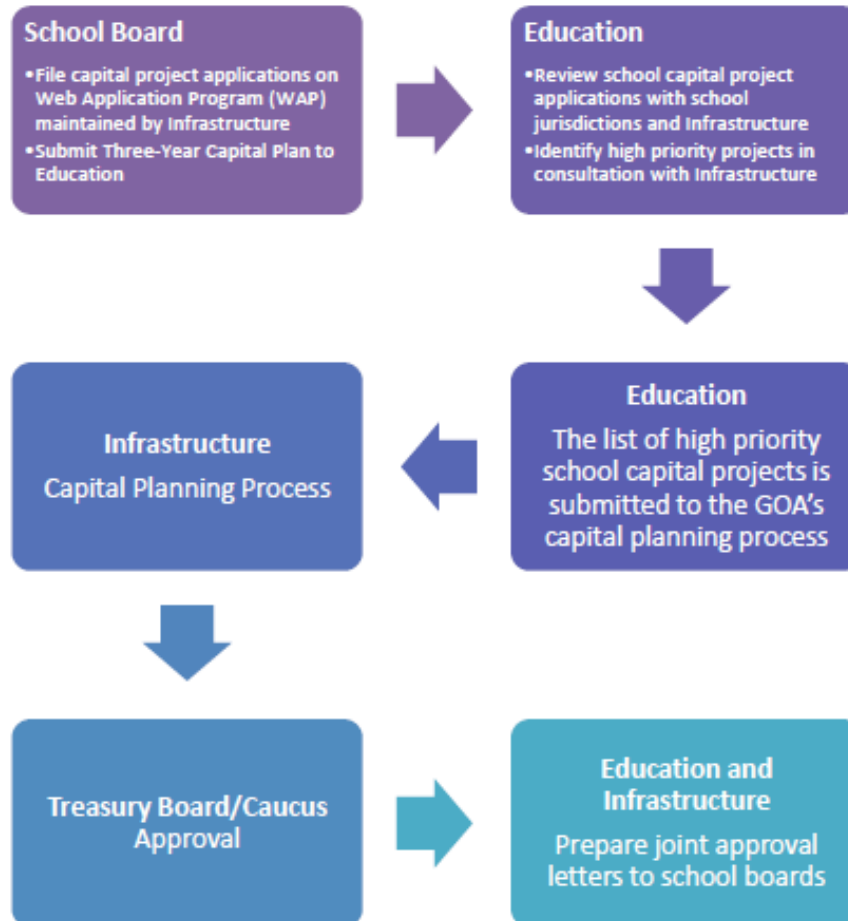 School Board
•File capital project applications on
Web Application Program (WAP)
maintained by Infrastructure
•Submit Three-Year Capital Plan to
Education
Education
•Review school capital project
applications with school
jurisdictions and Infrastructure
•Identify high priority projects in
consultation with Infrastructure
Education
The list of high priority
school capital projects is
submitted to the GOA's
capital planning process
Infrastructure
Capital Planning Process
Treasury Board/Caucus
Approval
Education and
Infrastructure
Prepare joint approval
letters to school boards